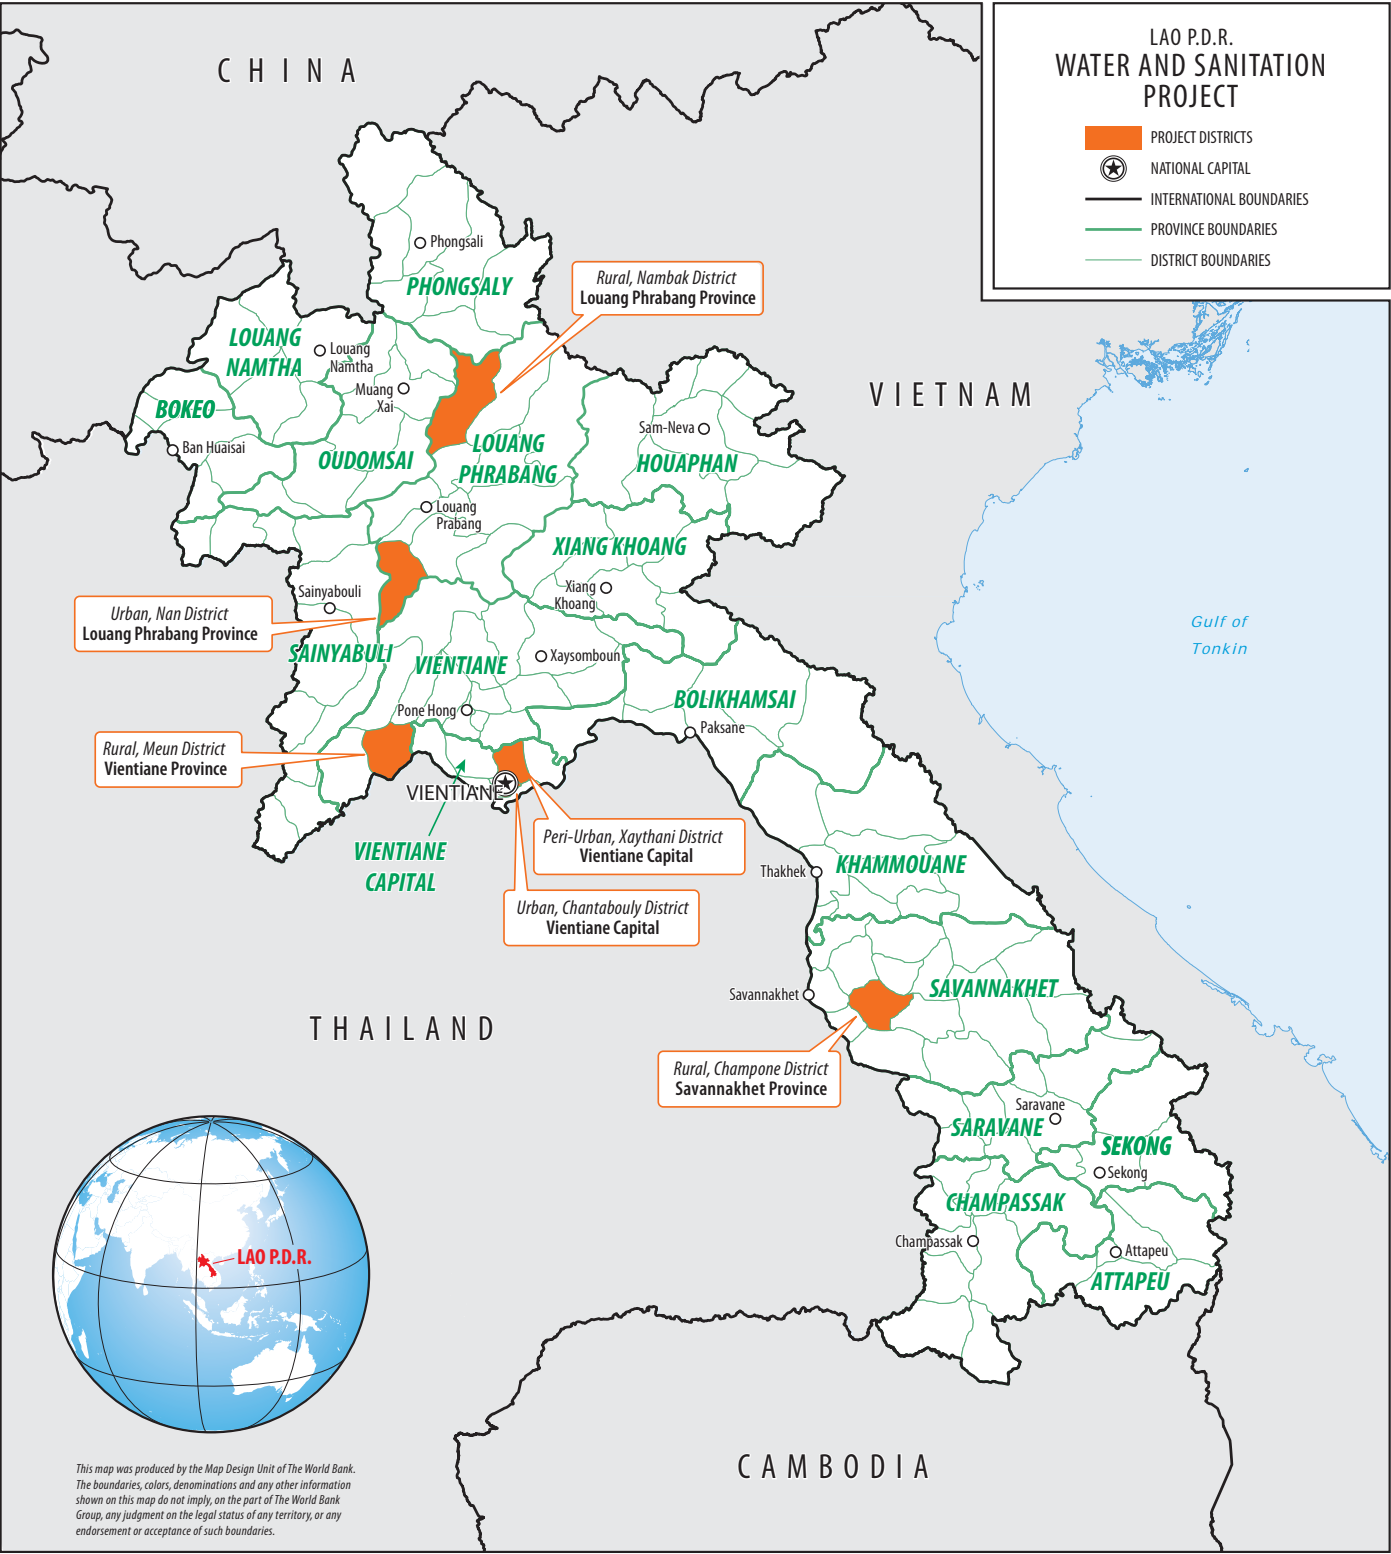 LAO P.D.R.
WATER AND SANITATION
PROJECT
PROJECT DISTRICTS
NATIONAL CAPITAL
INTERNATIONAL BOUNDARIES
PROVINCE BOUNDARIES
DISTRICT BOUNDARIES
CHINA
Phongsali
PHONGSALY
Rural, Nambak District
Louang Phrabang Province
LOUANG
NAMTHA
Louang
Namtha
Muang
Xai
VIETNAM
BOKEO
Ban Huaisai
OUDOMSAI
LOUANG
PHRABANG
Sam-Neva
HOUAPHAN
Louang
Prabang
XIANG KHOANG
Xiang
Khoang
Sainyabouli
Urban, Nan District
Louang Phrabang Province
Gulf of
Tonkin
SAINYABULI
VIENTIANE
Xaysomboun
BOLIKHAMSAI
Pone Hong
Paksane
Rural, Meun District
Vientiane Province
VIENTIANE
Peri-Urban, Xaythani District
Vientiane Capital
VIENTIANE
CAPITAL
Thakhek
KHAMMOUANE
Urban, Chantabouly District
Vientiane Capital
Savannakhet
SAVANNAKHET
THAILAND
Rural, Champone District
Savannakhet Province
Saravane
SARAVANE
SEKONG
Sekong
CHAMPASSAK
Champassak
Attapeu
ATTAPEU
LAO P.D.R.
CAMBODIA
This map was produced by the Map Design Unit of The World Bank.
The boundaries, colors, denominations and any other information
shown on this map do not imply, on the part of The World Bank
Group, any judgment on the legal status of any territory, or any
endorsement or acceptance of such boundaries.